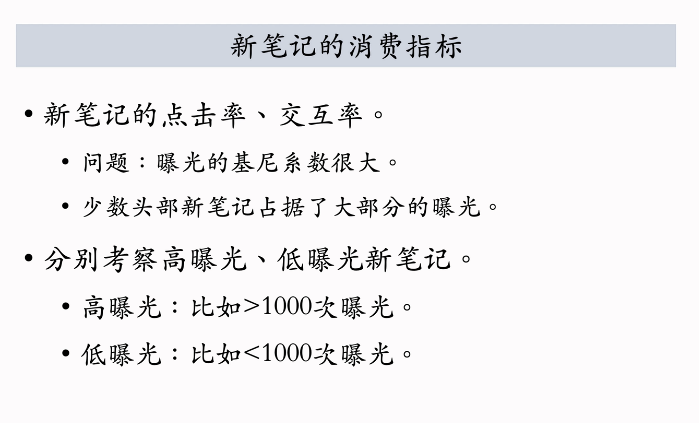 新笔记的消费指标
• 新笔记的点击率、交互率。
• 问题：曝光的基尼系数很大。
• 少数头部新笔记占据了大部分的曝光。
• 分别考察高曝光、低曝光新笔记。
• 高曝光：比如>1000次曝光。
• 低曝光：比如<1000次曝光。